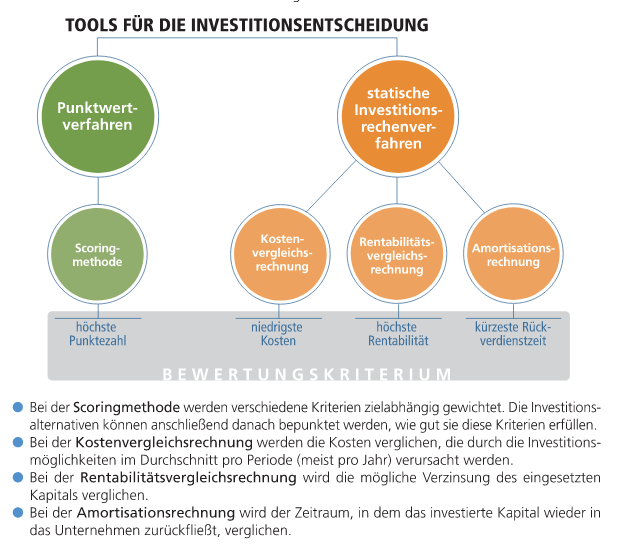 TOOLS FÜR DIE INVESTITIONSENTSCHEIDUNG
Punktwert-
verfahren
statische
Investitions-
rechenver-
fahren
Scoring-
methode
Kosten-
vergleichs-
rechnung
Rentabilitäts-
vergleichs-
rechnung
Amortisations-
rechnung
höchste
Punktezahl
niedrigste
Kosten
höchste
Rentabilität
kürzeste Rück-
verdienstzeit
BEWERTUNGSKRITERIUM
Bei der Scoringmethode werden verschiedene Kriterien zielabhängig gewichtet. Die Investitions-
alternativen können anschließend danach bepunktet werden, wie gut sie diese Kriterien erfüllen.
Bei der Kostenvergleichsrechnung werden die Kosten verglichen, die durch die Investitions-
möglichkeiten im Durchschnitt pro Periode (meist pro Jahr) verursacht werden.
Bei der Rentabilitätsvergleichsrechnung wird die mögliche Verzinsung des eingesetzten
Kapitals verglichen.
Bei der Amortisationsrechnung wird der Zeitraum, in dem das investierte Kapital wieder in
das Unternehmen zurückfließt, verglichen.